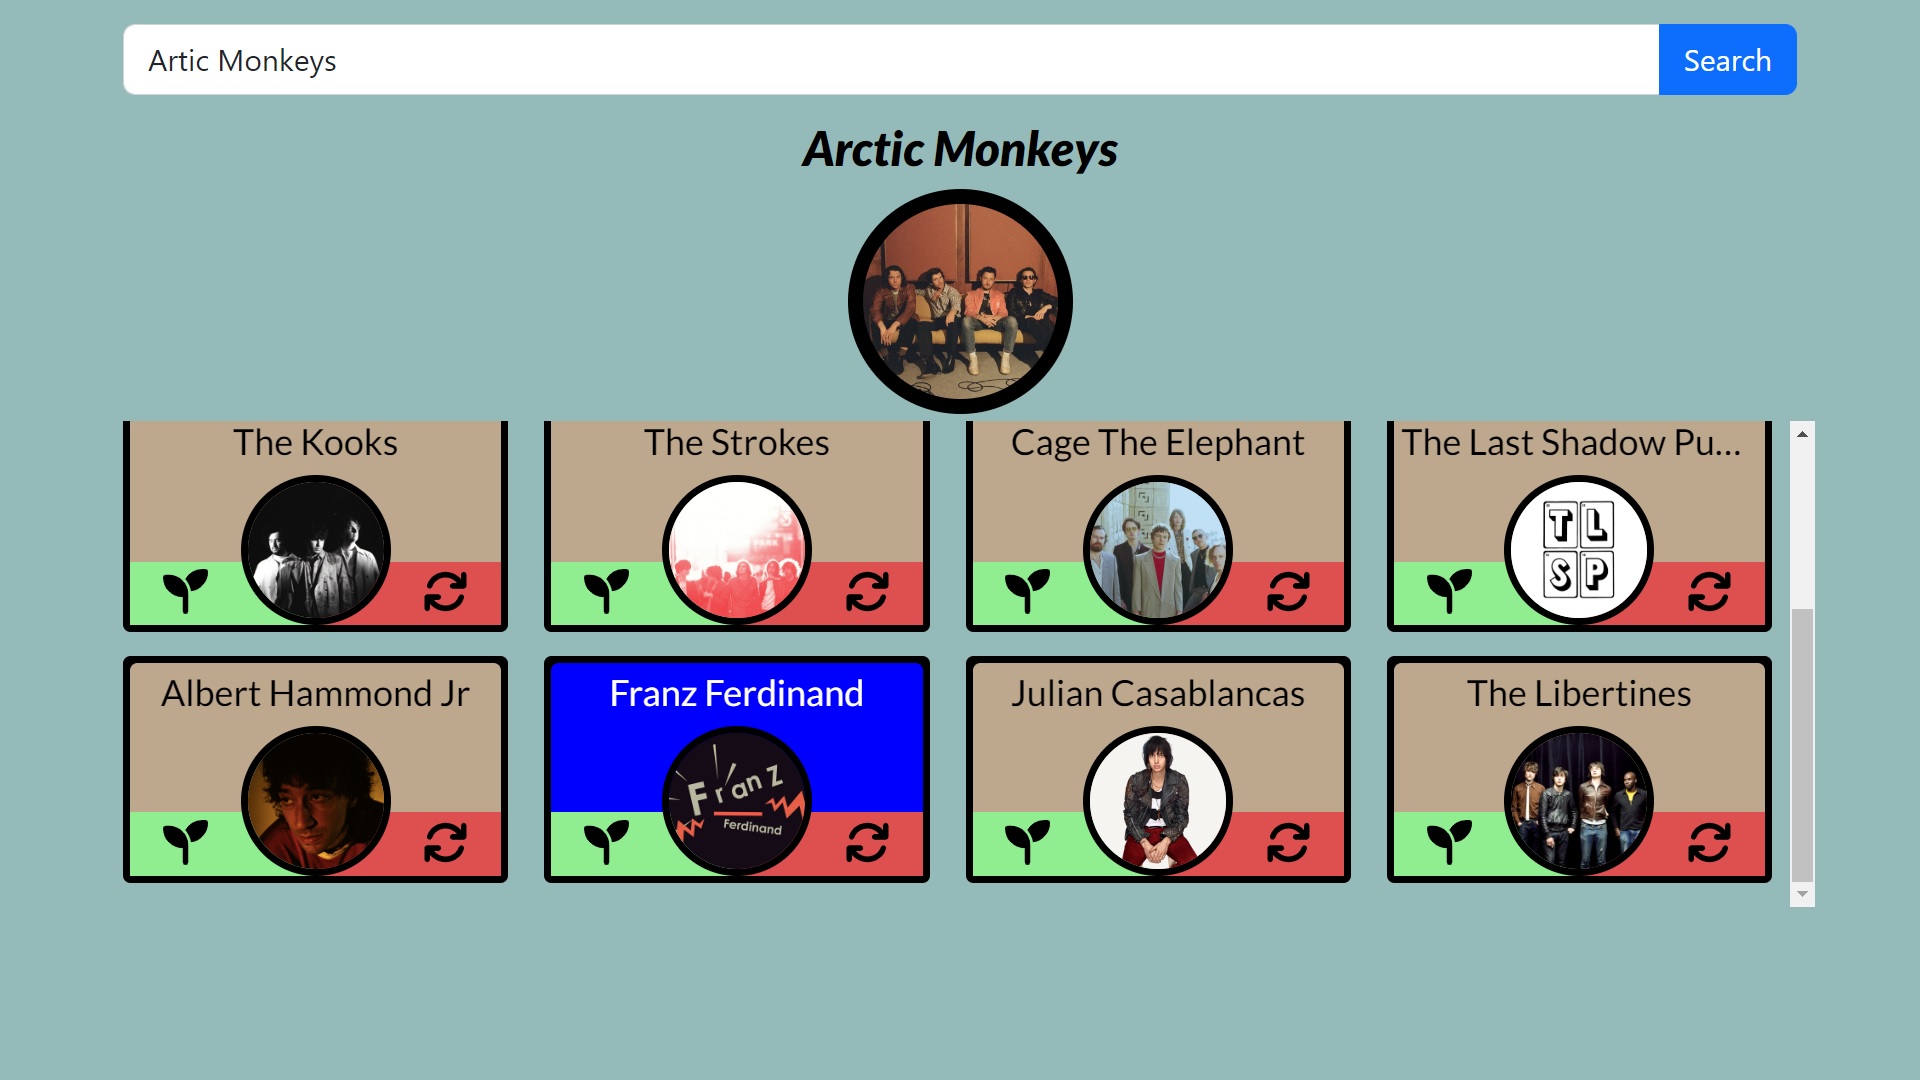 Artic Monkeys
Search
Arctic Monkeys
The Kooks
The Strokes
Cage The Elephant
The Last Shadow Pu...
TL
SP
Albert Hammond Jr
Franz Ferdinand
Julian Casablancas
The Libertines
Franz
Ferdinand